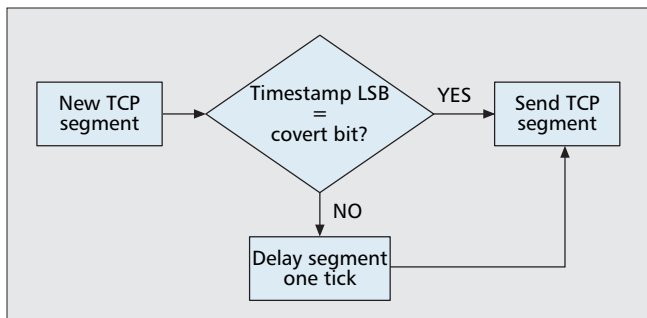 New TCP
segment
Timestamp LSB
=
covert bit?
YES
Send TCP
segment
NO
Delay segment
one tick